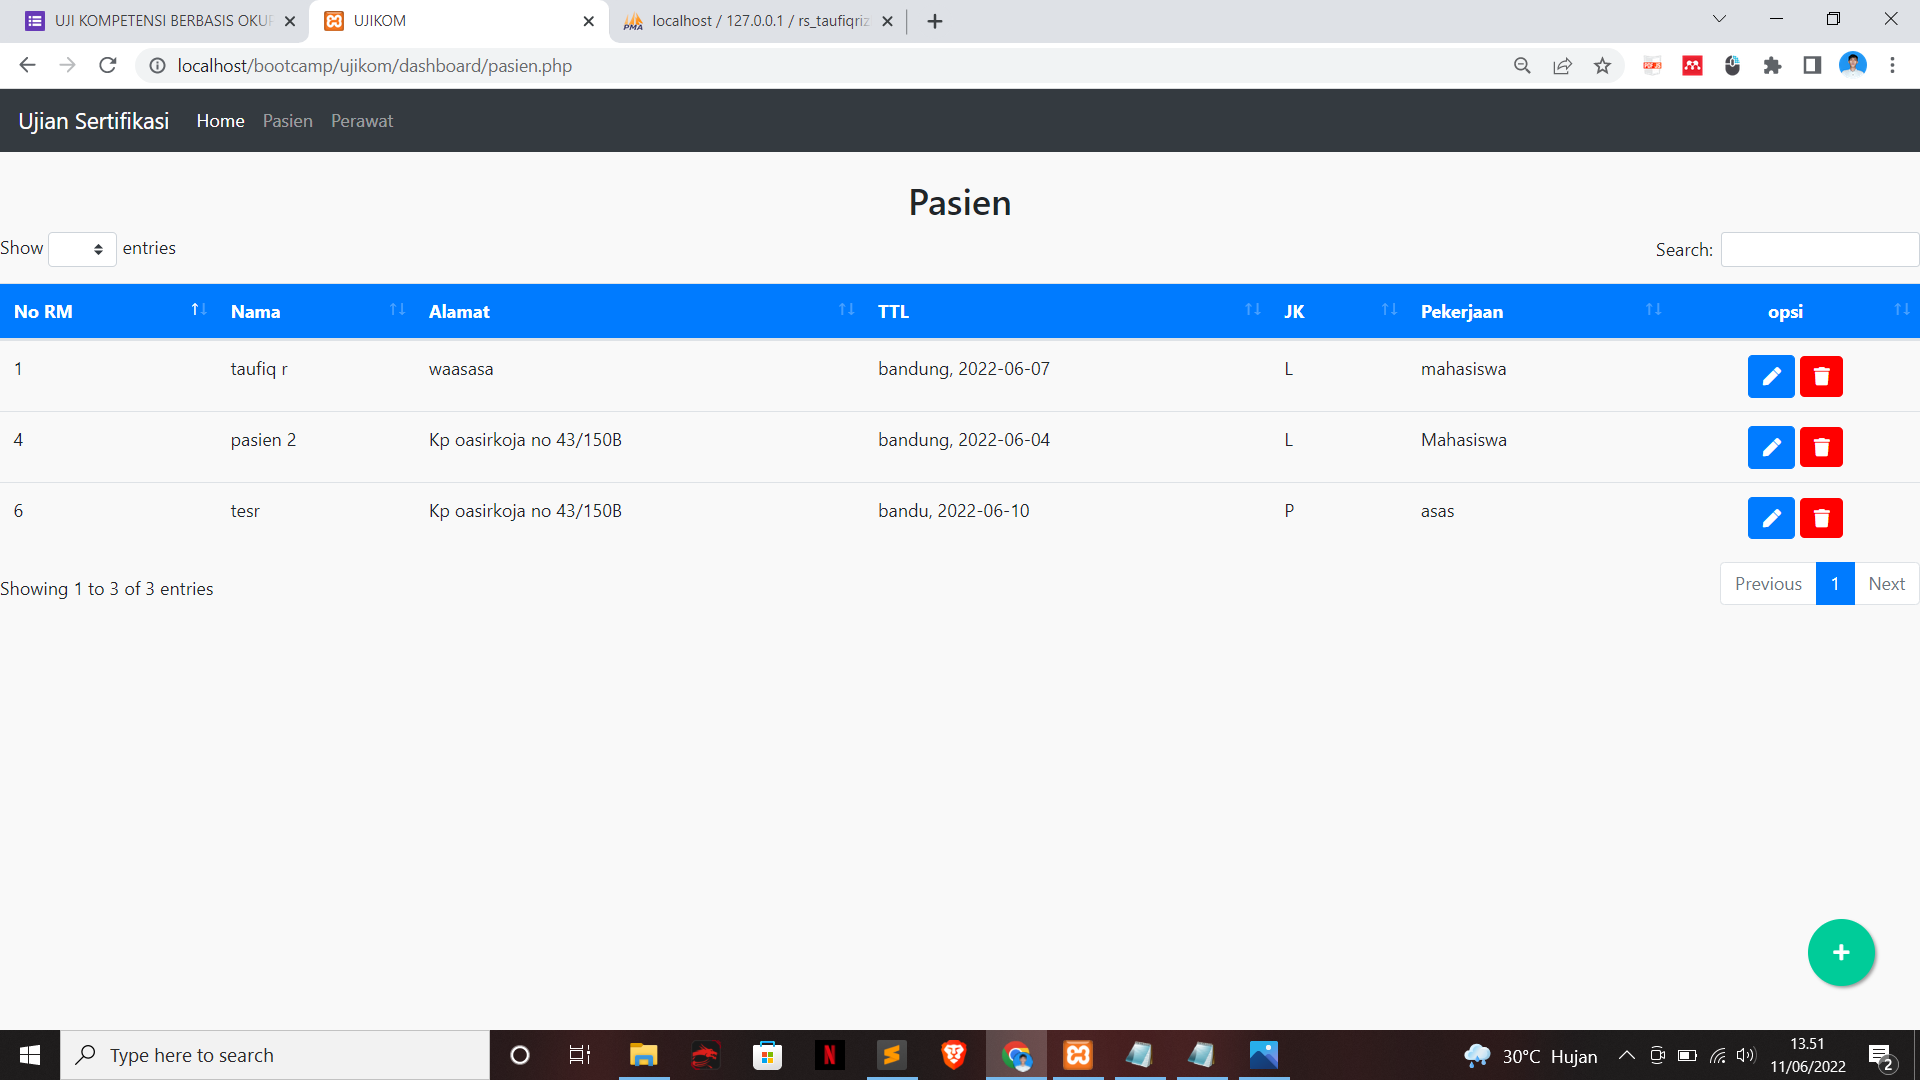 UJI KOMPETENSI BERBASIS OKUP
UJIKOM
localhost / 127.0.0.1 / rs_taufiqriz
localhost/bootcamp/ujikom/dashboard/pasien.php
Ujian Sertifikasi Home Pasien Perawat
Pasien
Show entries
Search:
No RM Nama Alamat TTL JK Pekerjaan opsi
1 taufiq r waasasa bandung, 2022-06-07 L mahasiswa
4 pasien 2 Kp oasirkoja no 43/150B bandung, 2022-06-04 L Mahasiswa
6 tesr Kp oasirkoja no 43/150B bandu, 2022-06-10 P asas
Showing 1 to 3 of 3 entries
Previous 1 Next
+
Type here to search
30°C Hujan
13.51
11/06/2022
2